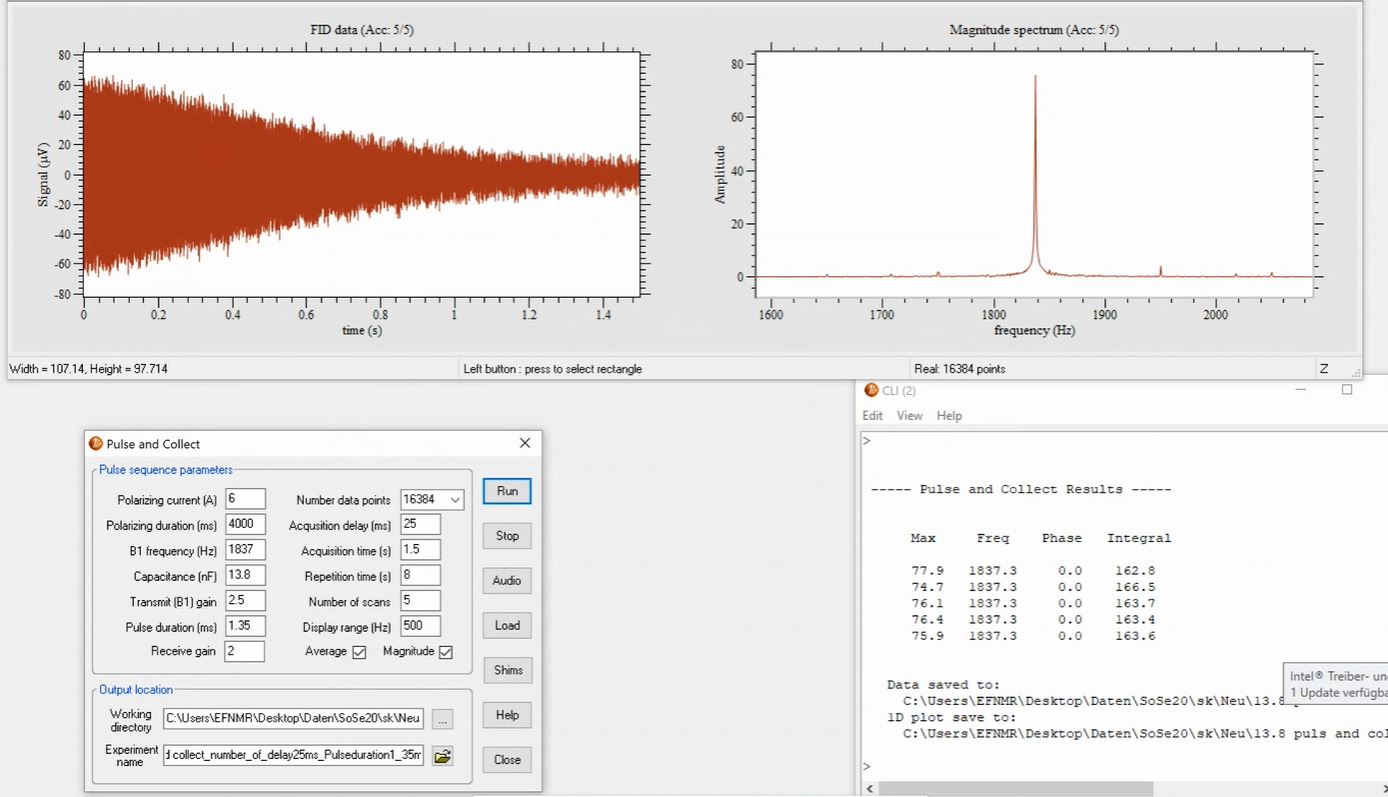 FID data (Acc: 5/5)
80
60
40
20
0
-20
-40
-60
-80
Signal (µV)
0 0.2 0.4 0.6 0.8 1 1.2 1.4
time (s)
Magnitude spectrum (Acc: 5/5)
80
60
40
20
0
Amplitude
1600 1700 1800 1900 2000
frequency (Hz)
Width = 107.14, Height = 97.714 Left button : press to select rectangle Real: 16384 points Z
Pulse and Collect
Pulse sequence parameters
Polarizing current (A) 6 Number data points 16384
Polarizing duration (ms) 4000 Acqusition delay (ms) 25
B1 frequency (Hz) 1837 Acquisition time (s) 1.5
Capacitance (nF) 13.8 Repetition time (s) 8
Transmit (B1) gain 2.5 Number of scans 5
Pulse duration (ms) 1.35 Display range (Hz) 500
Receive gain 2 Average Magnitude
Run
Stop
Audio
Load
Shims
Help
Close
Output location
Working directory C:\Users\EFNMR\Desktop\Daten\SoSe20\sk\Neu ...
Experiment name collect_number_of_delay25ms_Pulseduration1_35m
CLI (2)
Edit View Help
>
----- Pulse and Collect Results -----
Max Freq Phase Integral
77.9 1837.3 0.0 162.8
74.7 1837.3 0.0 166.5
76.1 1837.3 0.0 163.7
76.4 1837.3 0.0 163.4
75.9 1837.3 0.0 163.6
Data saved to:
C:\Users\EFNMR\Desktop\Daten\SoSe20\sk\Neu\13.8
1D plot save to:
C:\Users\EFNMR\Desktop\Daten\SoSe20\sk\Neu\13.8 puls and col
>
Intel® Treiber- un
1 Update verfügba